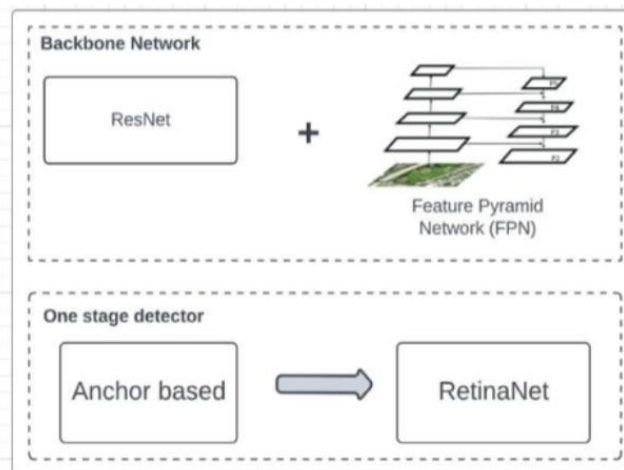 Backbone Network
ResNet
+
Feature Pyramid
Network (FPN)
One stage detector
Anchor based
RetinaNet